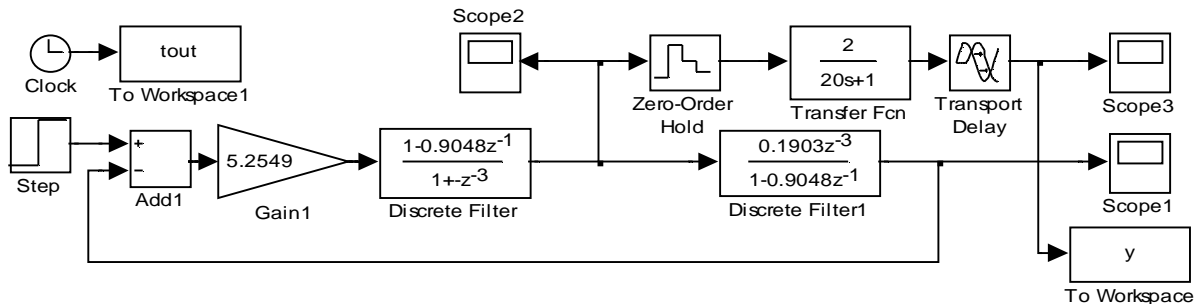 Scope2
tout
Clock
To Workspace1
Zero-Order
Hold
2
20s+1
Transfer Fcn
Transport
Delay
Scope3
Step
+
−
Add1
5.2549
Gain1
1-0.9048z-1
1+-z-3
Discrete Filter
0.1903z-3
1-0.9048z-1
Discrete Filter1
Scope1
y
To Workspace